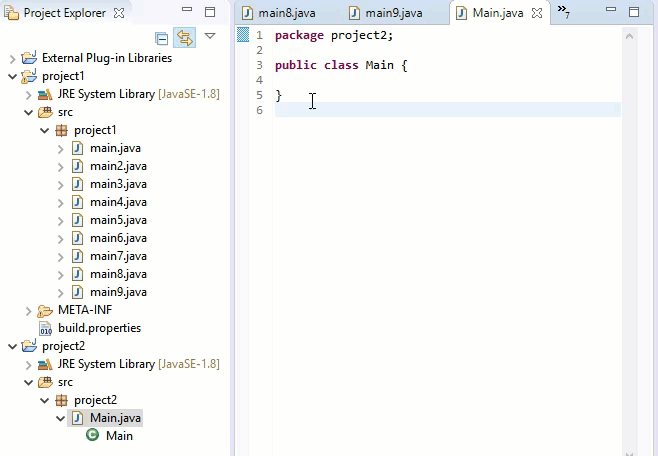 Project Explorer
External Plug-in Libraries
project1
JRE System Library [JavaSE-1.8]
src
project1
main.java
main2.java
main3.java
main4.java
main5.java
main6.java
main7.java
main8.java
main9.java
META-INF
010 build.properties
project2
JRE System Library [JavaSE-1.8]
src
project2
Main.java
Main
main8.java main9.java Main.java 7
1 package project2;
2
3 public class Main {
4
5 }
6